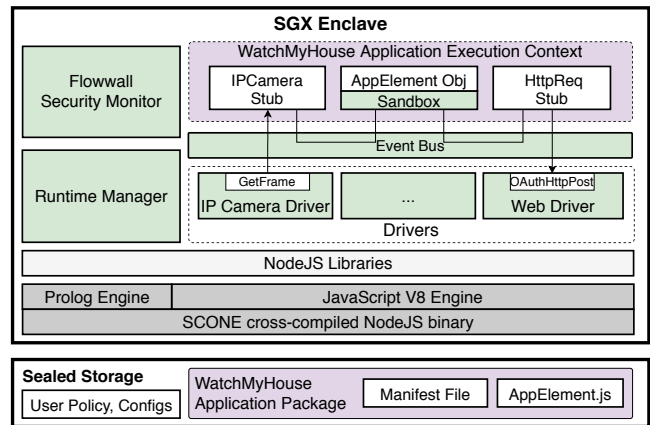 SGX Enclave
Flowwall
Security Monitor
WatchMyHouse Application Execution Context
IPCamera
Stub
AppElement Obj
Sandbox
HttpReq
Stub
Event Bus
Runtime Manager
GetFrame
IP Camera Driver
...
OAuthHttpPost
Web Driver
Drivers
NodeJS Libraries
Prolog Engine
JavaScript V8 Engine
SCONE cross-compiled NodeJS binary
Sealed Storage
User Policy, Configs
WatchMyHouse
Application Package
Manifest File
AppElement.js